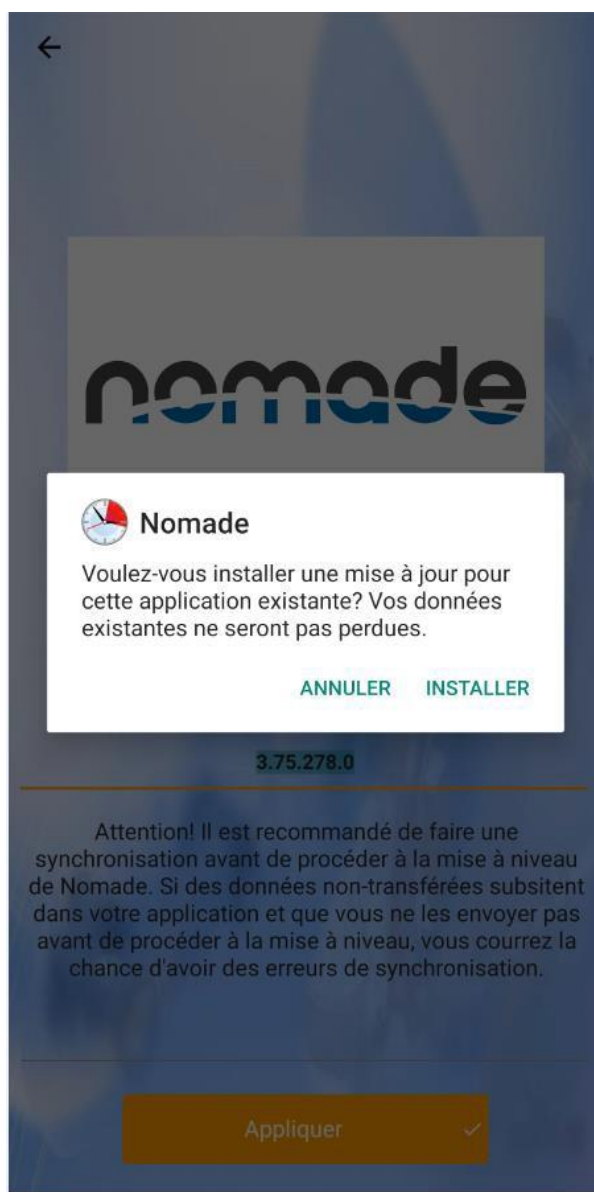 nomade
Nomade
Voulez-vous installer une mise à jour pour
cette application existante? Vos données
existantes ne seront pas perdues.
ANNULER INSTALLER
3.75.278.0
Attention! Il est recommandé de faire une
synchronisation avant de procéder à la mise à niveau
de Nomade. Si des données non-transférées subsitent
dans votre application et que vous ne les envoyer pas
avant de procéder à la mise à niveau, vous courrez la
chance d'avoir des erreurs de synchronisation.
Appliquer